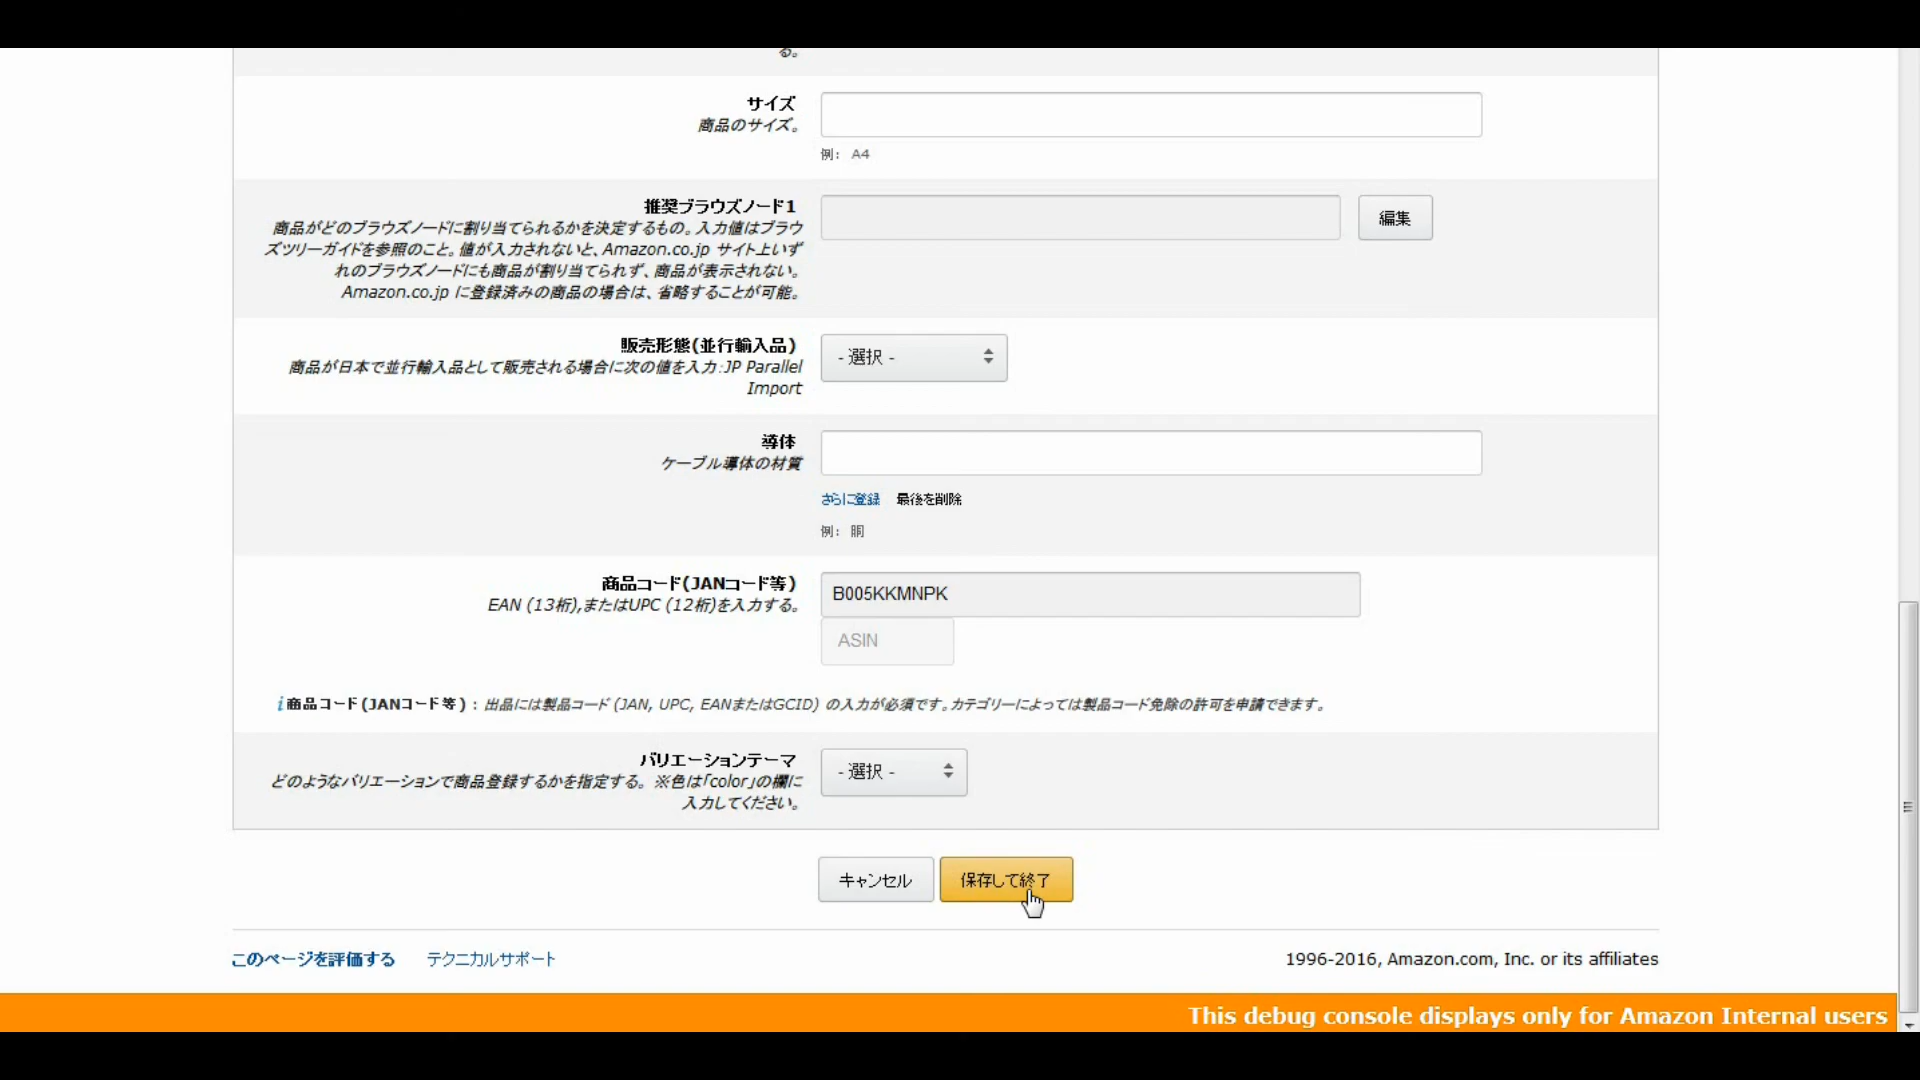 る。
サイズ
商品のサイズ。
例： A4
推奨ブラウズノード1
商品がどのブラウズノードに割り当てられるかを決定するもの。入力値はブラウ
ズツリーガイドを参照のこと。値が入力されないと、Amazon.co.jp サイト上いず
れのブラウズノードにも商品が割り当てられず、商品が表示されない。
Amazon.co.jp に登録済みの商品の場合は、省略することが可能。
編集
販売形態(並行輸入品)
商品が日本で並行輸入品として販売される場合に次の値を入力：JP Parallel
Import
- 選択 -
導体
ケーブル導体の材質
さらに登録 最後を削除
例： 胴
商品コード(JANコード等)
EAN (13桁),またはUPC (12桁)を入力する。
B005KKMNPK
ASIN
i 商品コード(JANコード等) : 出品には製品コード (JAN, UPC, EANまたはGCID) の入力が必須です。カテゴリーによっては製品コード免除の許可を申請できます。
バリエーションテーマ
どのようなバリエーションで商品登録するかを指定する。※色は「color」の欄に
入力してください。
- 選択 -
キャンセル 保存して終了
このページを評価する テクニカルサポート 1996-2016, Amazon.com, Inc. or its affiliates
This debug console displays only for Amazon Internal users